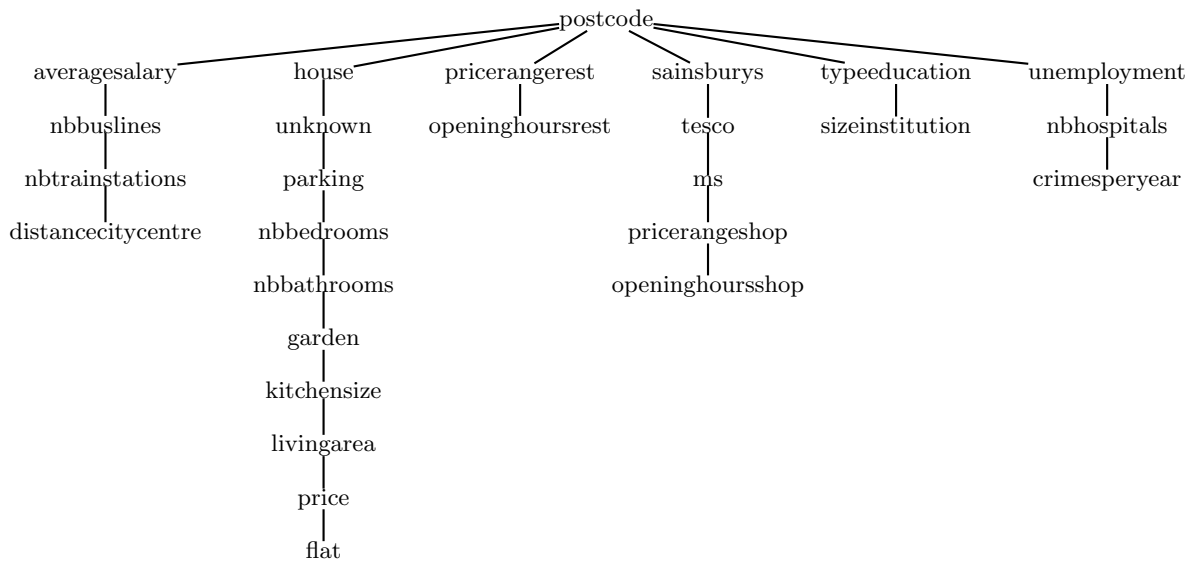 postcode
averagesalary house pricerangerest sainsburys typeeducation unemployment
nbbuslines unknown openinghoursrest tesco sizeinstitution nbhospitals
nbtrainstations parking ms crimesperyear
distancecitycentre nbbedrooms pricerangeshop
nbbathrooms openinghoursshop
garden
kitchensize
livingarea
price
flat